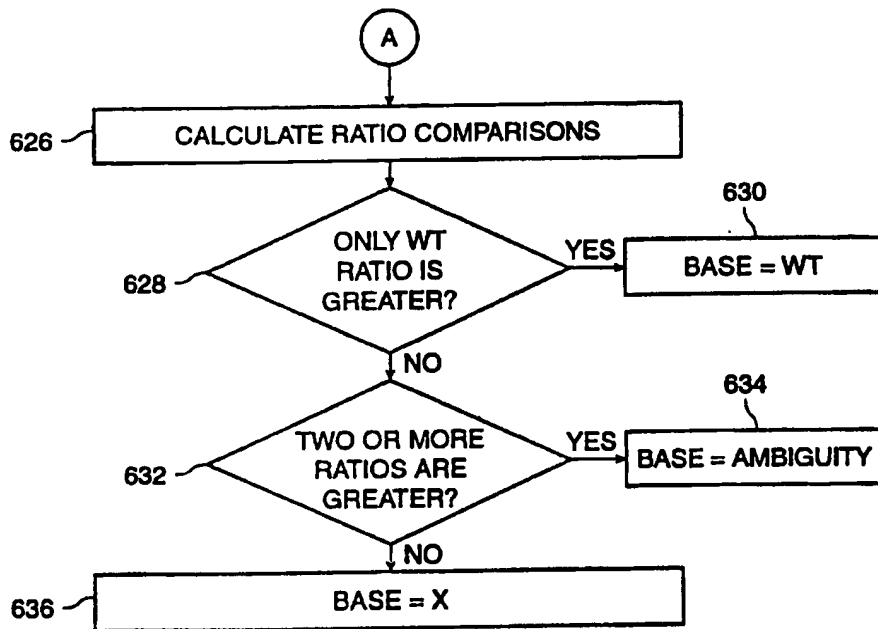 A
626
CALCULATE RATIO COMPARISONS
630
ONLY WT
RATIO IS
GREATER?
628
YES
BASE = WT
NO
634
TWO OR MORE
RATIOS ARE
GREATER?
632
YES
BASE = AMBIGUITY
NO
636
BASE = X